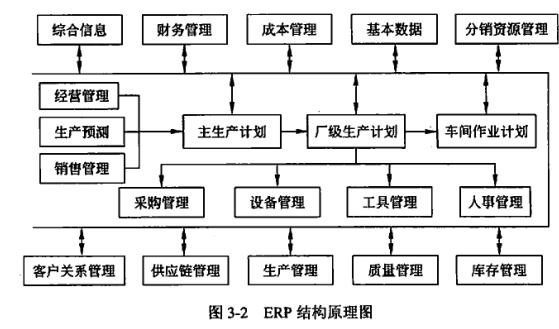 综合信息
财务管理
成本管理
基本数据
分销资源管理
经营管理
生产预测
销售管理
主生产计划
厂级生产计划
车间作业计划
采购管理
设备管理
工具管理
人事管理
客户关系管理
供应链管理
生产管理
质量管理
库存管理
图 3-2 ERP 结构原理图